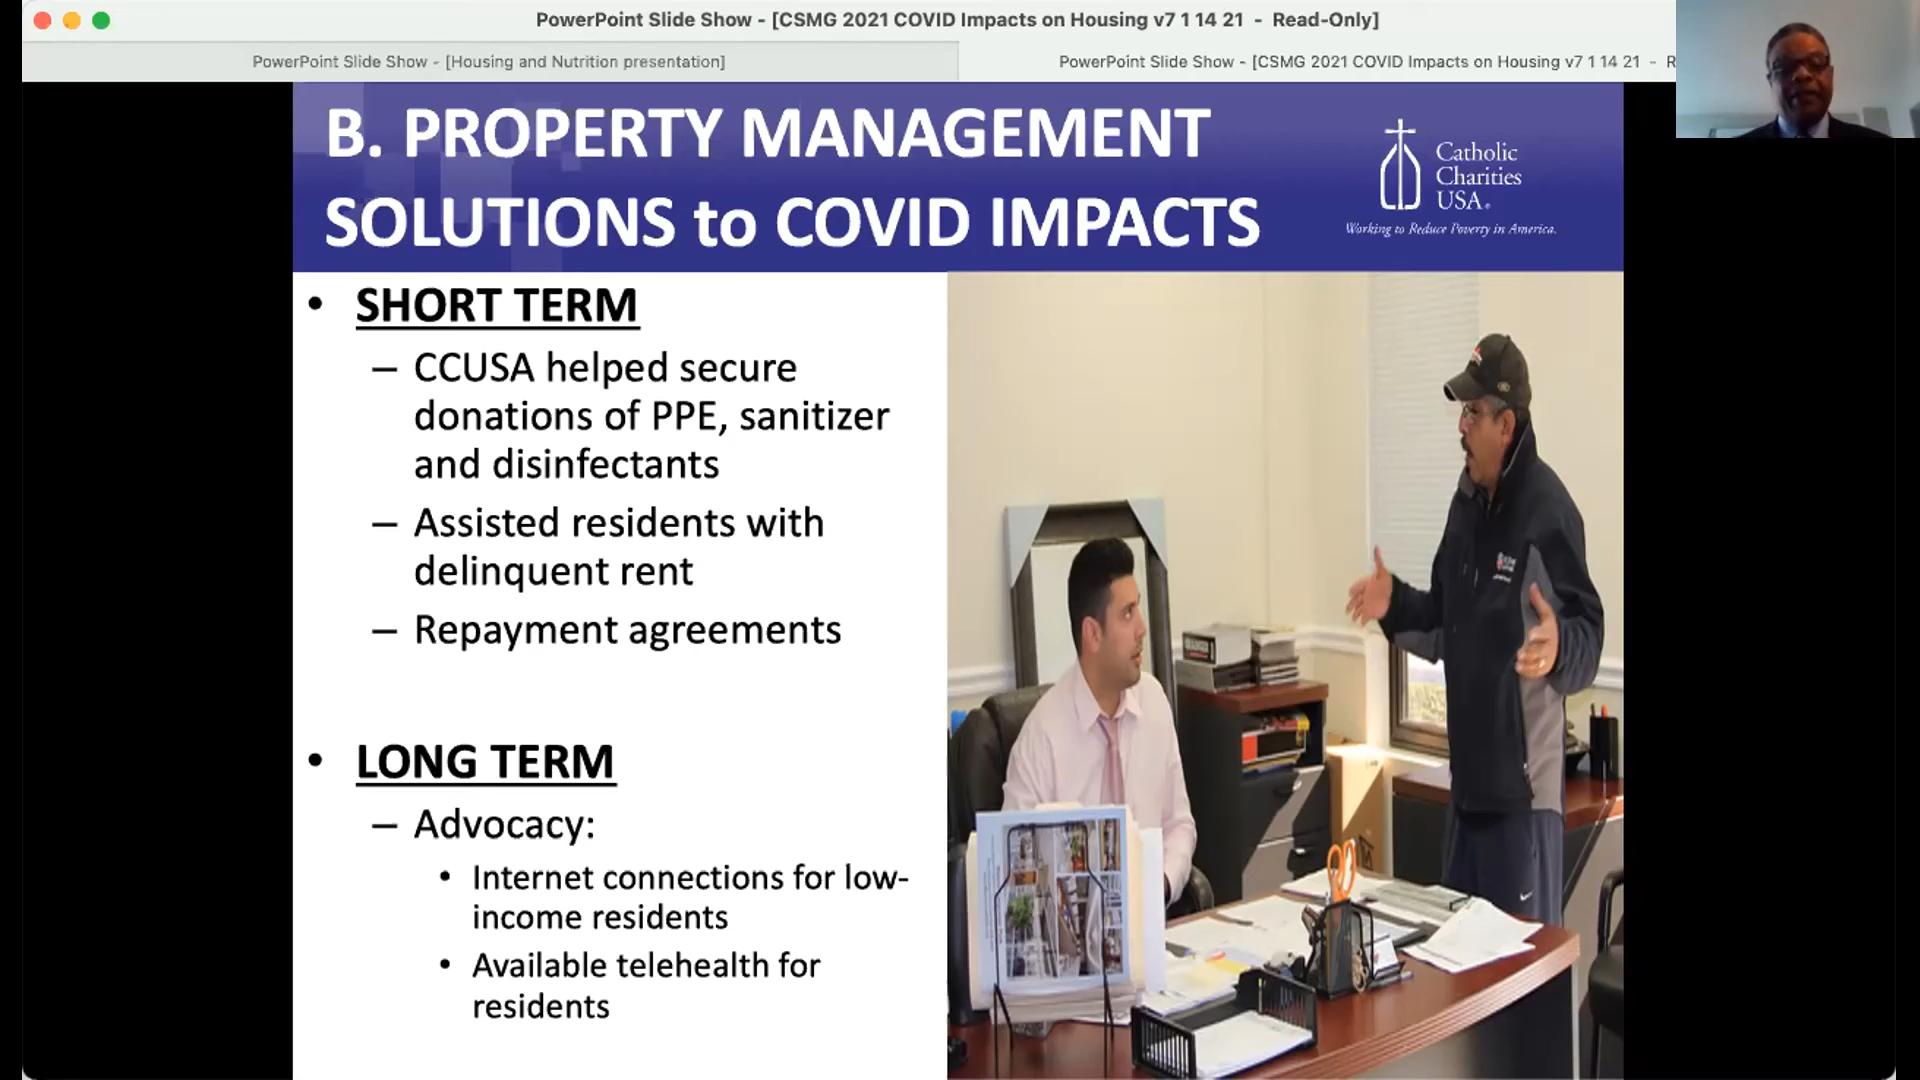 PowerPoint Slide Show - [CSMG 2021 COVID Impacts on Housing v7 1 14 21 - Read-Only]
PowerPoint Slide Show - [Housing and Nutrition presentation]
PowerPoint Slide Show - [CSMG 2021 COVID Impacts on Housing v7 1 14 21 - R
B. PROPERTY MANAGEMENT
SOLUTIONS to COVID IMPACTS
Catholic
Charities
USA®
Working to Reduce Poverty in America.
• SHORT TERM
– CCUSA helped secure
donations of PPE, sanitizer
and disinfectants
– Assisted residents with
delinquent rent
– Repayment agreements
• LONG TERM
– Advocacy:
• Internet connections for low-
income residents
• Available telehealth for
residents